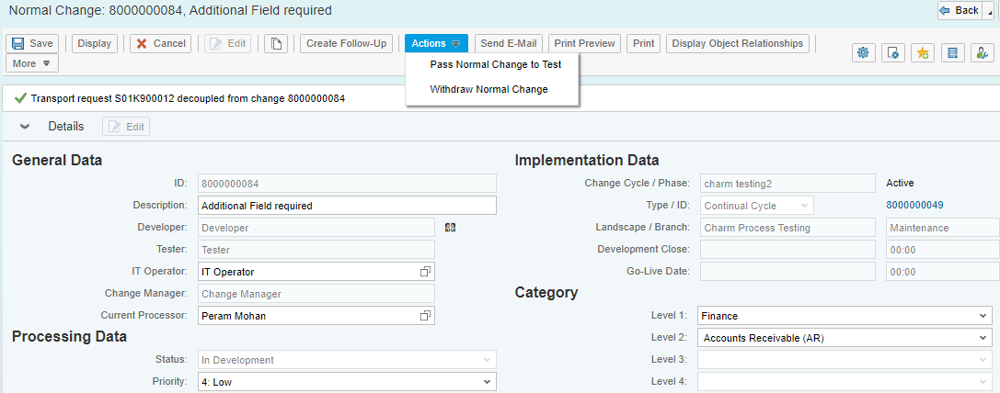 Normal Change: 8000000084, Additional Field required
Back
Save Display Cancel Edit Create Follow-Up Actions Send E-Mail Print Preview Print Display Object Relationships
More
Pass Normal Change to Test
Withdraw Normal Change
Transport request S01K900012 decoupled from change 8000000084
Details Edit
General Data
ID: 8000000084
Description: Additional Field required
Developer: Developer
Tester: Tester
IT Operator: IT Operator
Change Manager: Change Manager
Current Processor: Peram Mohan
Processing Data
Status: In Development
Priority: 4: Low
Implementation Data
Change Cycle / Phase: charm testing2 Active
Type / ID: Continual Cycle 8000000049
Landscape / Branch: Charm Process Testing Maintenance
Development Close: 00:00
Go-Live Date: 00:00
Category
Level 1: Finance
Level 2: Accounts Receivable (AR)
Level 3:
Level 4: